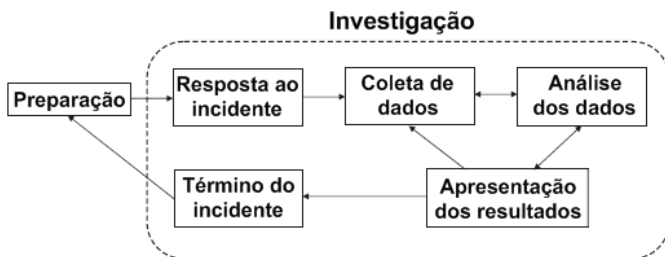 Investigação
Preparação
Resposta ao
incidente
Coleta de
dados
Análise
dos dados
Término do
incidente
Apresentação
dos resultados